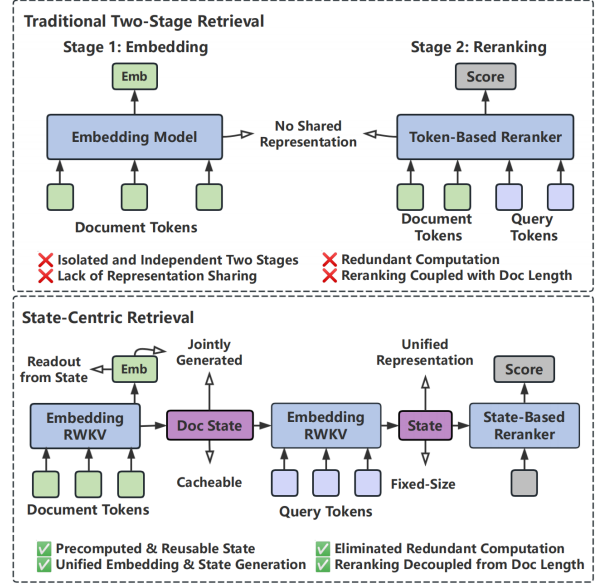 Traditional Two-Stage Retrieval
Stage 1: Embedding
Stage 2: Reranking
Emb
Score
Embedding Model
No Shared
Representation
Token-Based Reranker
Document Tokens
Document
Tokens
Query
Tokens
❌ Isolated and Independent Two Stages
❌ Redundant Computation
❌ Lack of Representation Sharing
❌ Reranking Coupled with Doc Length
State-Centric Retrieval
Readout
from State
Emb
Jointly
Generated
Unified
Representation
Score
Embedding
RWKV
Doc State
Embedding
RWKV
State
State-Based
Reranker
Cacheable
Fixed-Size
Document Tokens
Query Tokens
✅ Precomputed & Reusable State
✅ Eliminated Redundant Computation
✅ Unified Embedding & State Generation
✅ Reranking Decoupled from Doc Length